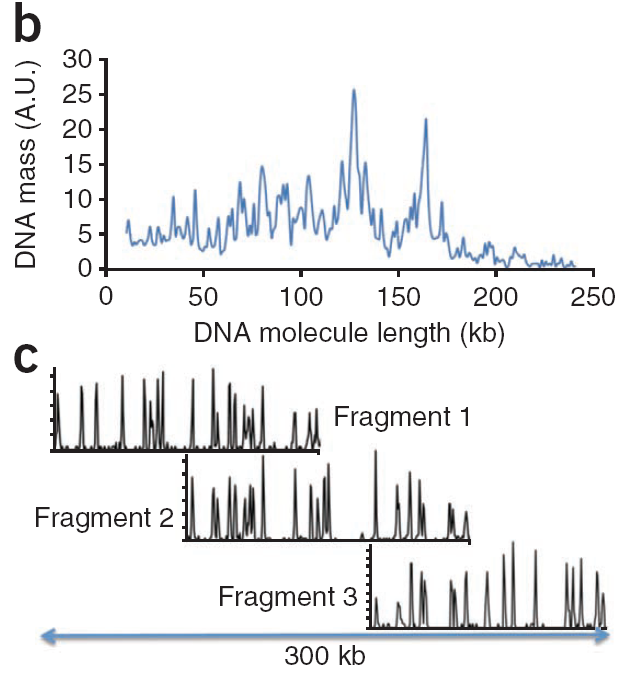 b
DNA mass (A.U.)
30
25
20
15
10
5
0
0 50 100 150 200 250
DNA molecule length (kb)
c
Fragment 1
Fragment 2
Fragment 3
300 kb